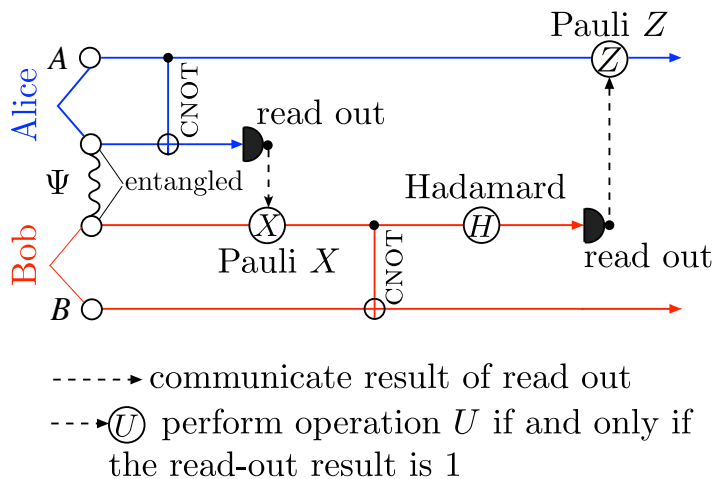 Pauli Z
A
Z
Alice
CNOT
read out
Ψ
entangled
Hadamard
X
H
Pauli X
Bob
CNOT
read out
B
communicate result of read out
U perform operation U if and only if
the read-out result is 1